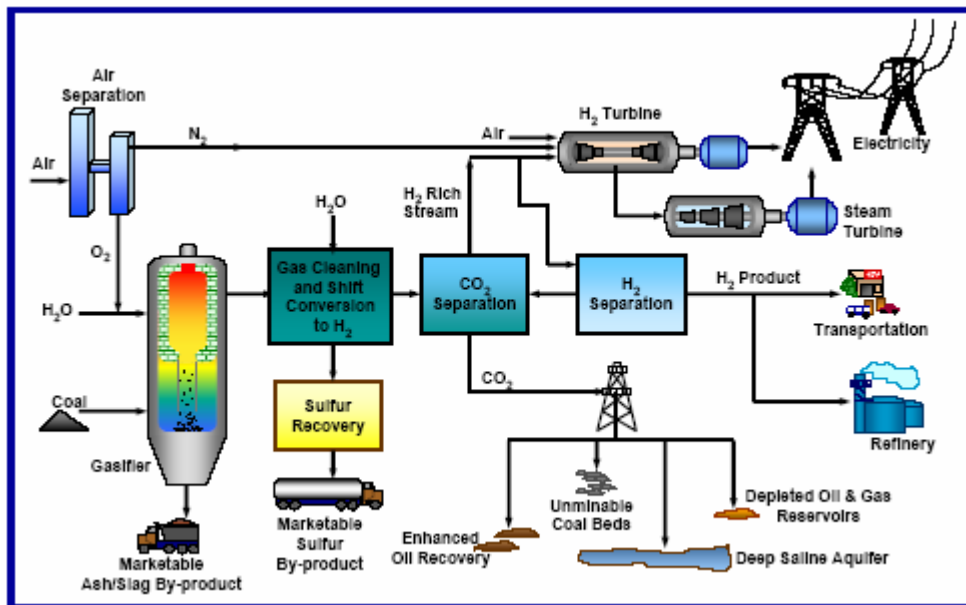 Air
Separation
Air
N₂
O₂
H₂O
Coal
Gasifier
Marketable
Ash/Slag By-product
H₂O
Gas Cleaning
and Shift
Conversion
to H₂
Sulfur
Recovery
Marketable
Sulfur
By-product
Air
H₂ Turbine
H₂ Rich
Stream
CO₂
Separation
H₂
Separation
H₂ Product
Electricity
Steam
Turbine
Transportation
Refinery
CO₂
Enhanced
Oil Recovery
Unminable
Coal Beds
Depleted Oil & Gas
Reservoirs
Deep Saline Aquifer